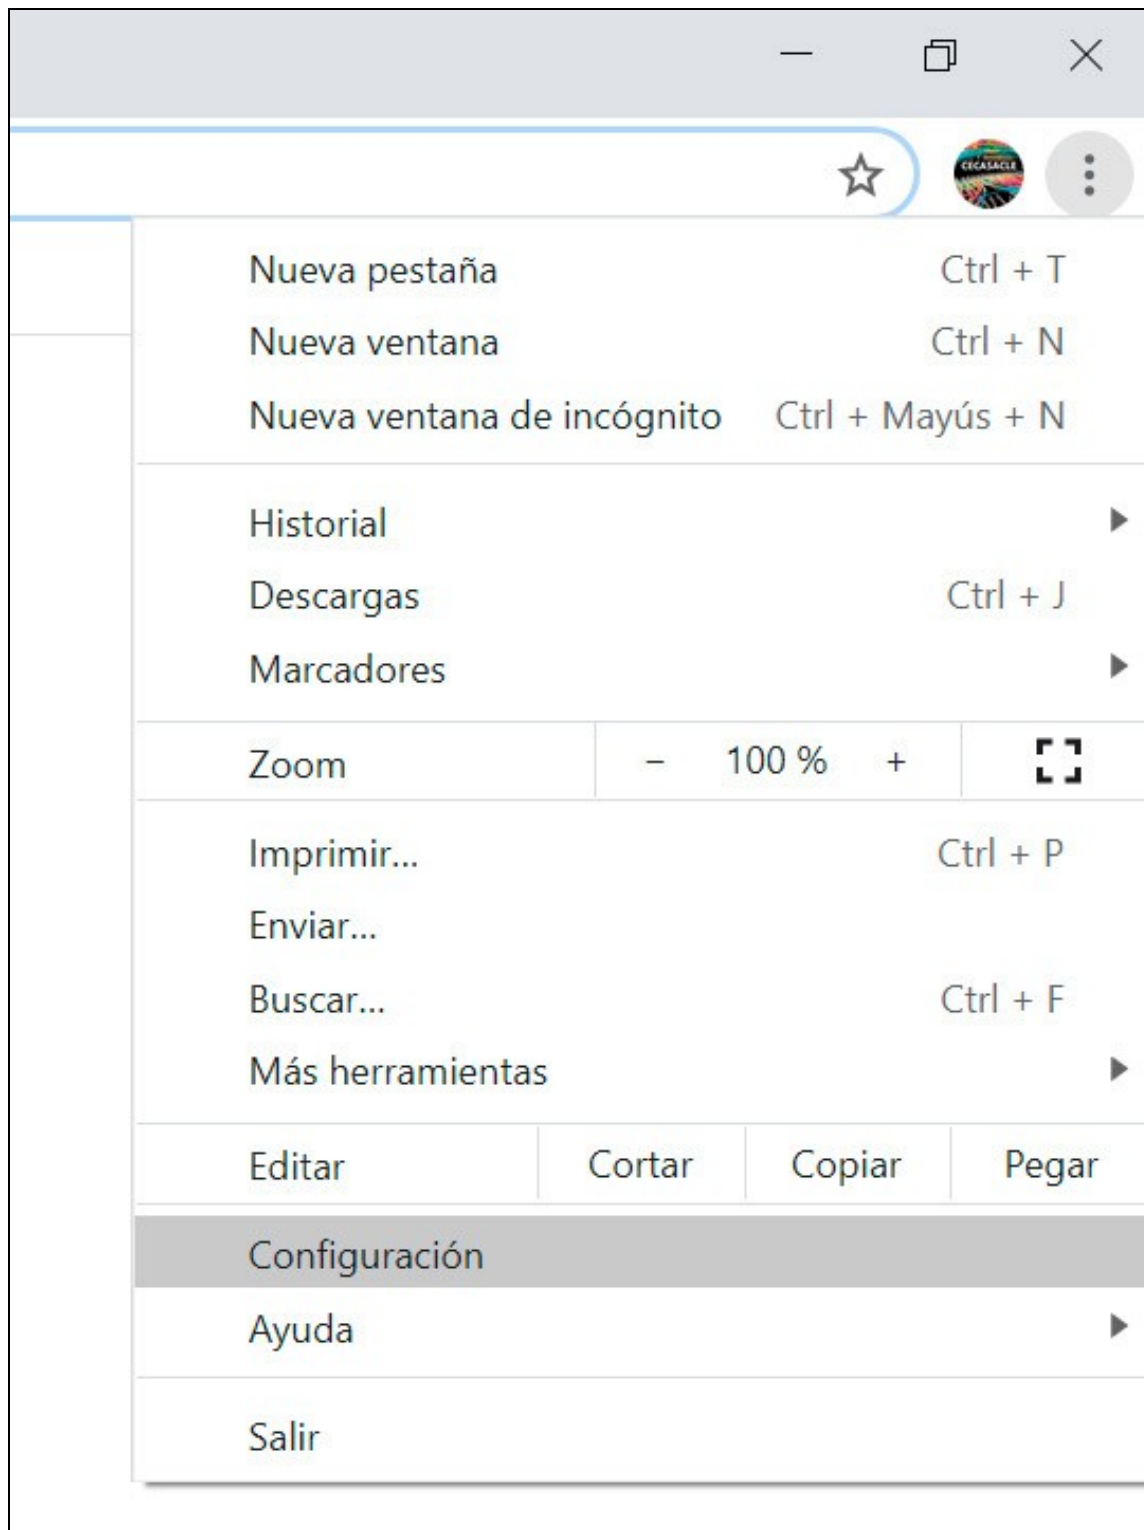 CECASACLE
Nueva pestaña Ctrl + T
Nueva ventana Ctrl + N
Nueva ventana de incógnito Ctrl + Mayús + N
Historial
Descargas Ctrl + J
Marcadores
Zoom − 100 % +
Imprimir... Ctrl + P
Enviar...
Buscar... Ctrl + F
Más herramientas
Editar Cortar Copiar Pegar
Configuración
Ayuda
Salir